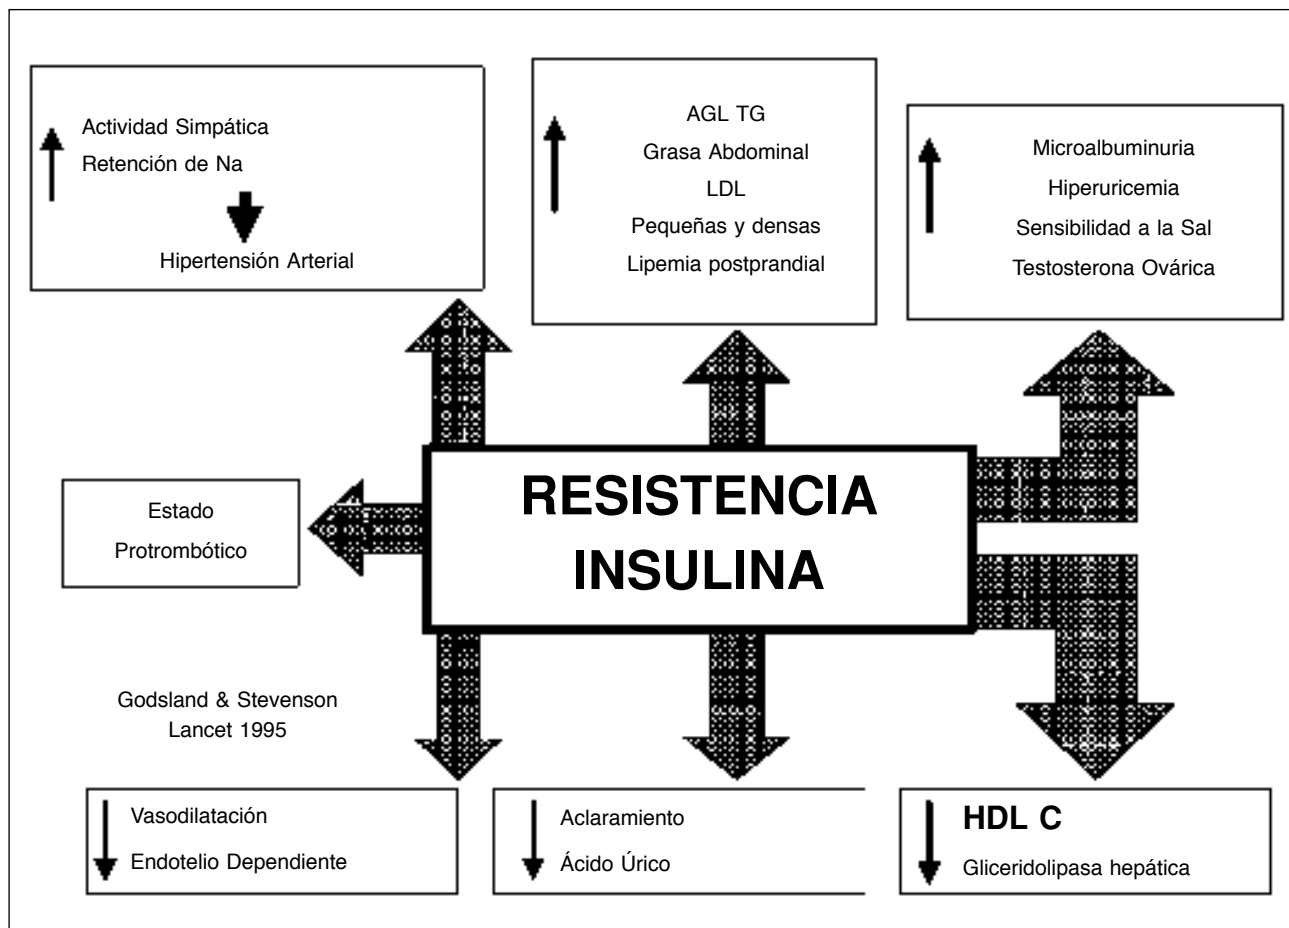 Actividad Simpática
Retención de Na
Hipertensión Arterial
AGL TG
Grasa Abdominal
LDL
Pequeñas y densas
Lipemia postprandial
Microalbuminuria
Hiperuricemia
Sensibilidad a la Sal
Testosterona Ovárica
RESISTENCIA
INSULINA
Estado
Protrombótico
Godsland & Stevenson
Lancet 1995
Vasodilatación
Endotelio Dependiente
Aclaramiento
Ácido Úrico
HDL C
Gliceridolipasa hepática